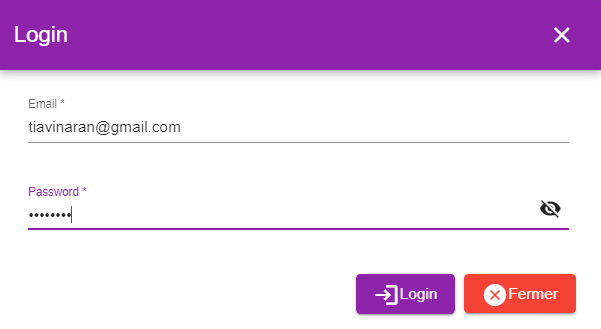 Login
Email *
tiavinaran@gmail.com
Password *
••••••••
Login Fermer